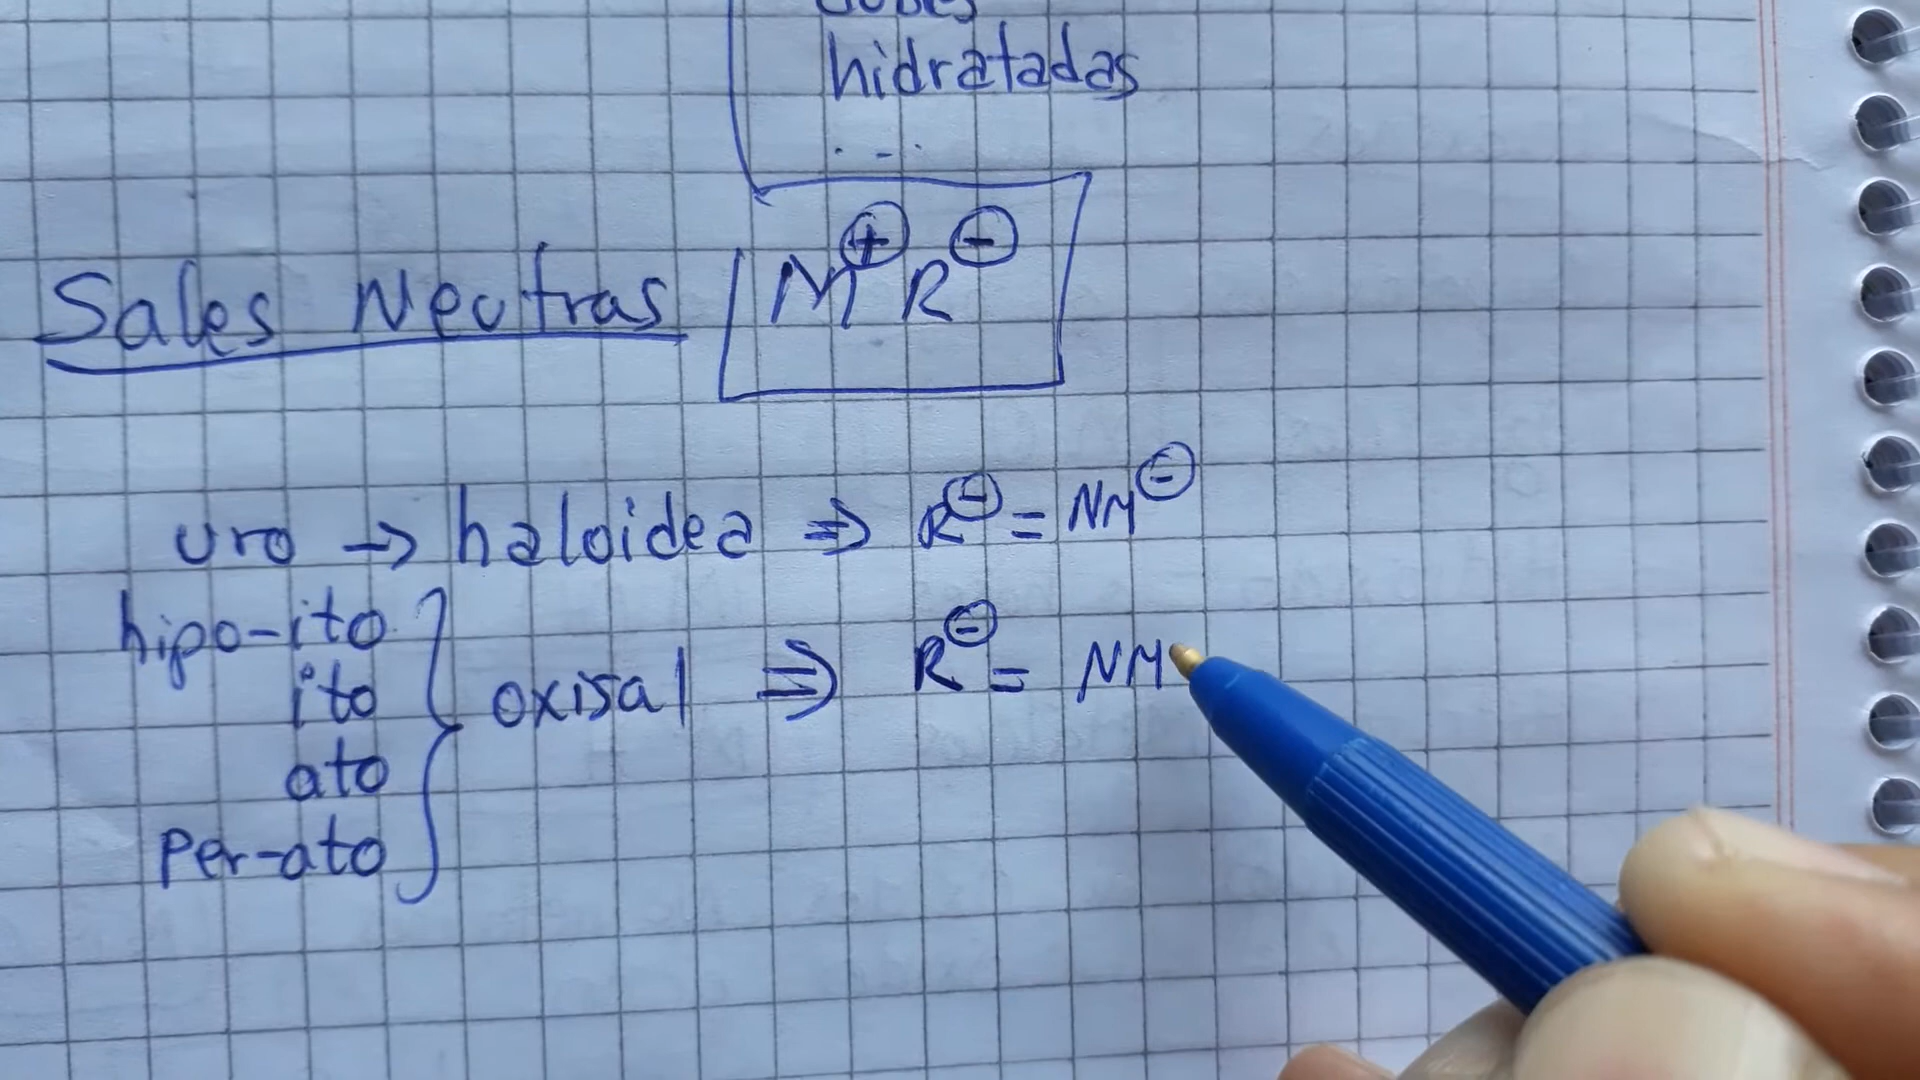 hidratadas
...
Sales Neutras M⊕ R⊖
uro → haloidea ⇒ R⊖ = NM⊖
hipo-ito
ito
oxisal ⇒ R⊖ = NM
ato
per-ato